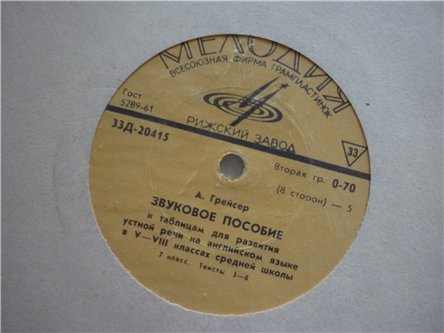 МЕЛОДИЯ
ВСЕСОЮЗНАЯ ФИРМА ГРАМПЛАСТИНОК
РИЖСКИЙ ЗАВОД
Гост
5289-61
33Д-20415
33
Вторая гр. 0-70
(8 сторон) — 5
А. Грейсер
ЗВУКОВОЕ ПОСОБИЕ
к таблицам для развития
устной речи на английском языке
в V—VIII классах средней школы
7 класс. Тексты 3—8